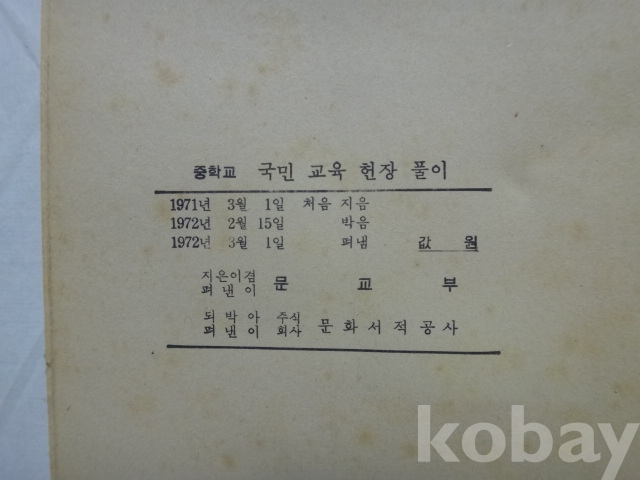 중학교 국민 교육 헌장 풀이
1971년 3월 1일 처음 지음
1972년 2월 15일 박음
1972년 3월 1일 펴냄 값 원
지은이겸
펴낸이 문교부
되박아 주식
펴낸이 회사 문화서적공사
kobay